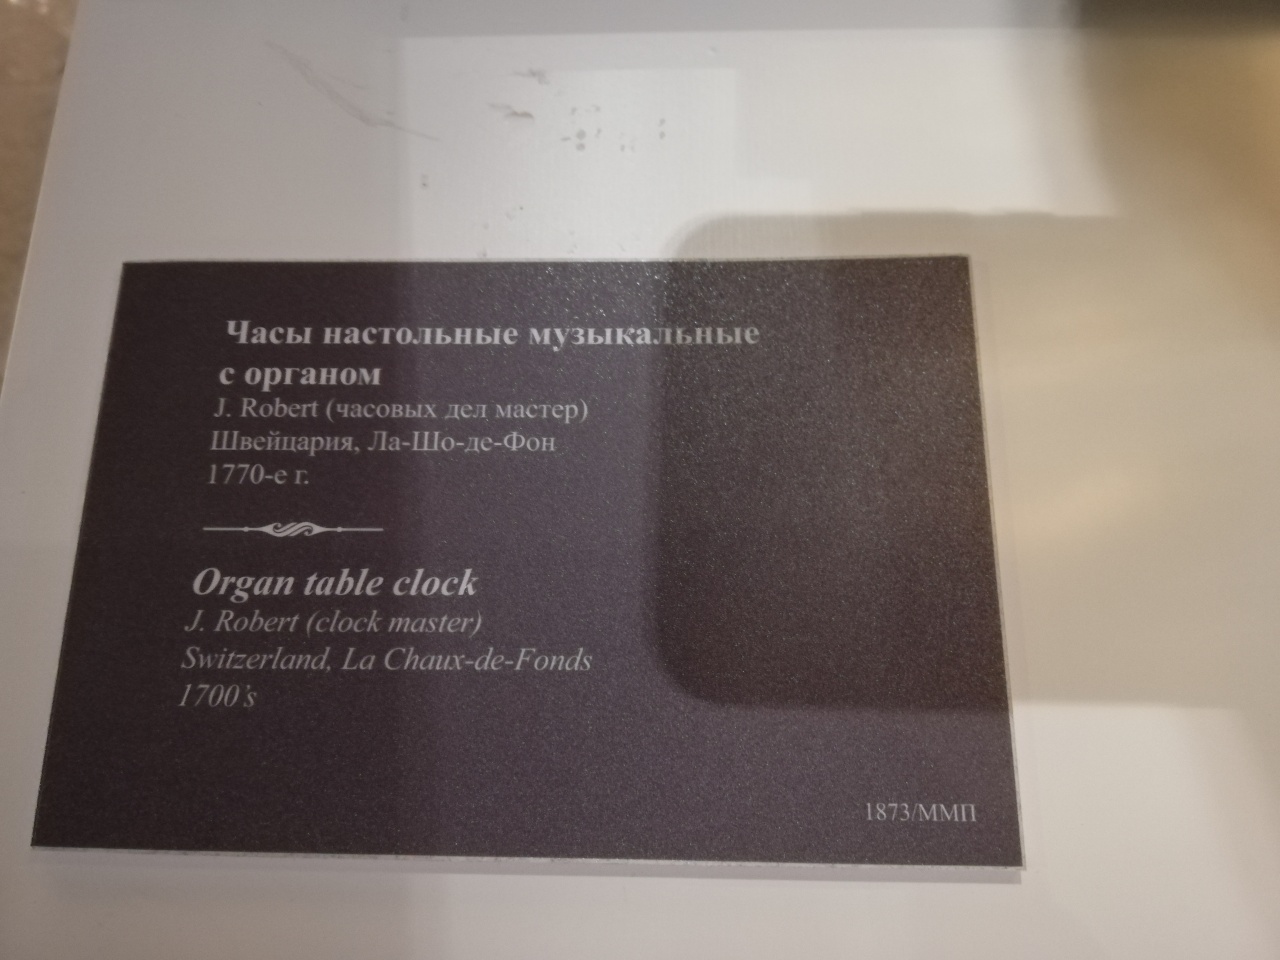 Часы настольные музыкальные
с органом
J. Robert (часовых дел мастер)
Швейцария, Ла-Шо-де-Фон
1770-е г.
Organ table clock
J. Robert (clock master)
Switzerland, La Chaux-de-Fonds
1700's
1873/ММП